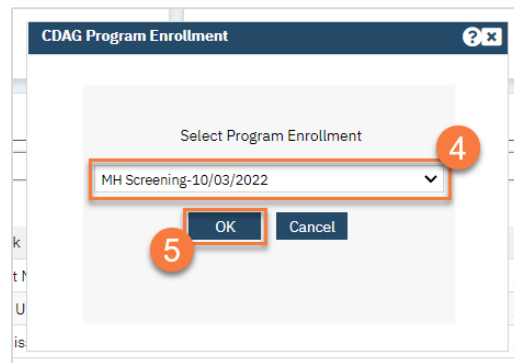 CDAG Program Enrollment ?
Select Program Enrollment
4
MH Screening-10/03/2022
OK Cancel
5
k
t
U
is